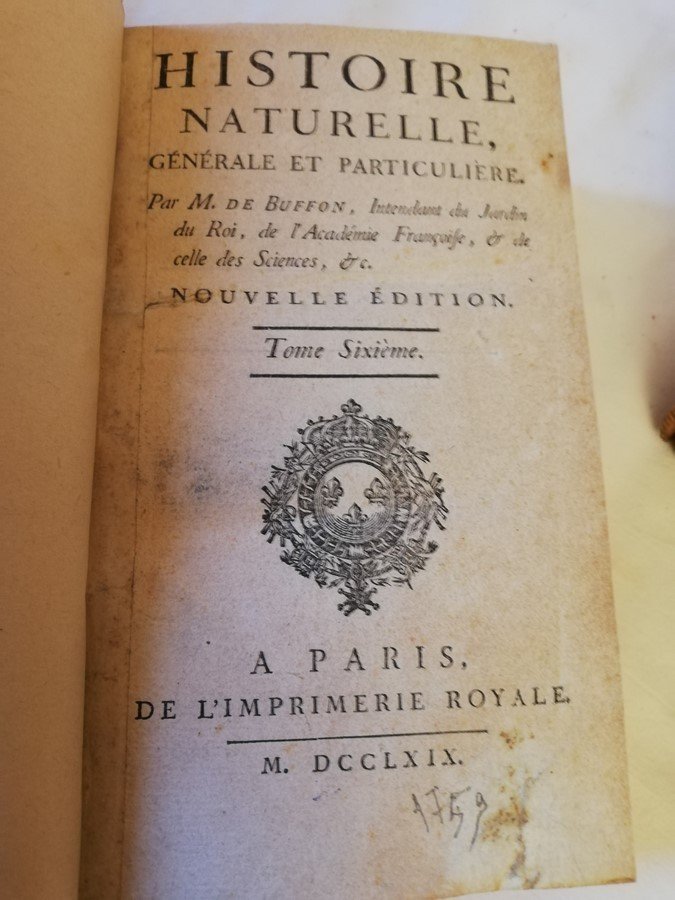 HISTOIRE
NATURELLE,
GÉNÉRALE ET PARTICULIÈRE.
Par M. DE BUFFON, Intendant du Jardin
du Roi, de l'Académie Françoise, & de
celle des Sciences, &c.
NOUVELLE ÉDITION.
Tome Sixième.
A PARIS,
DE L'IMPRIMERIE ROYALE.
M. DCCLXIX.
1759